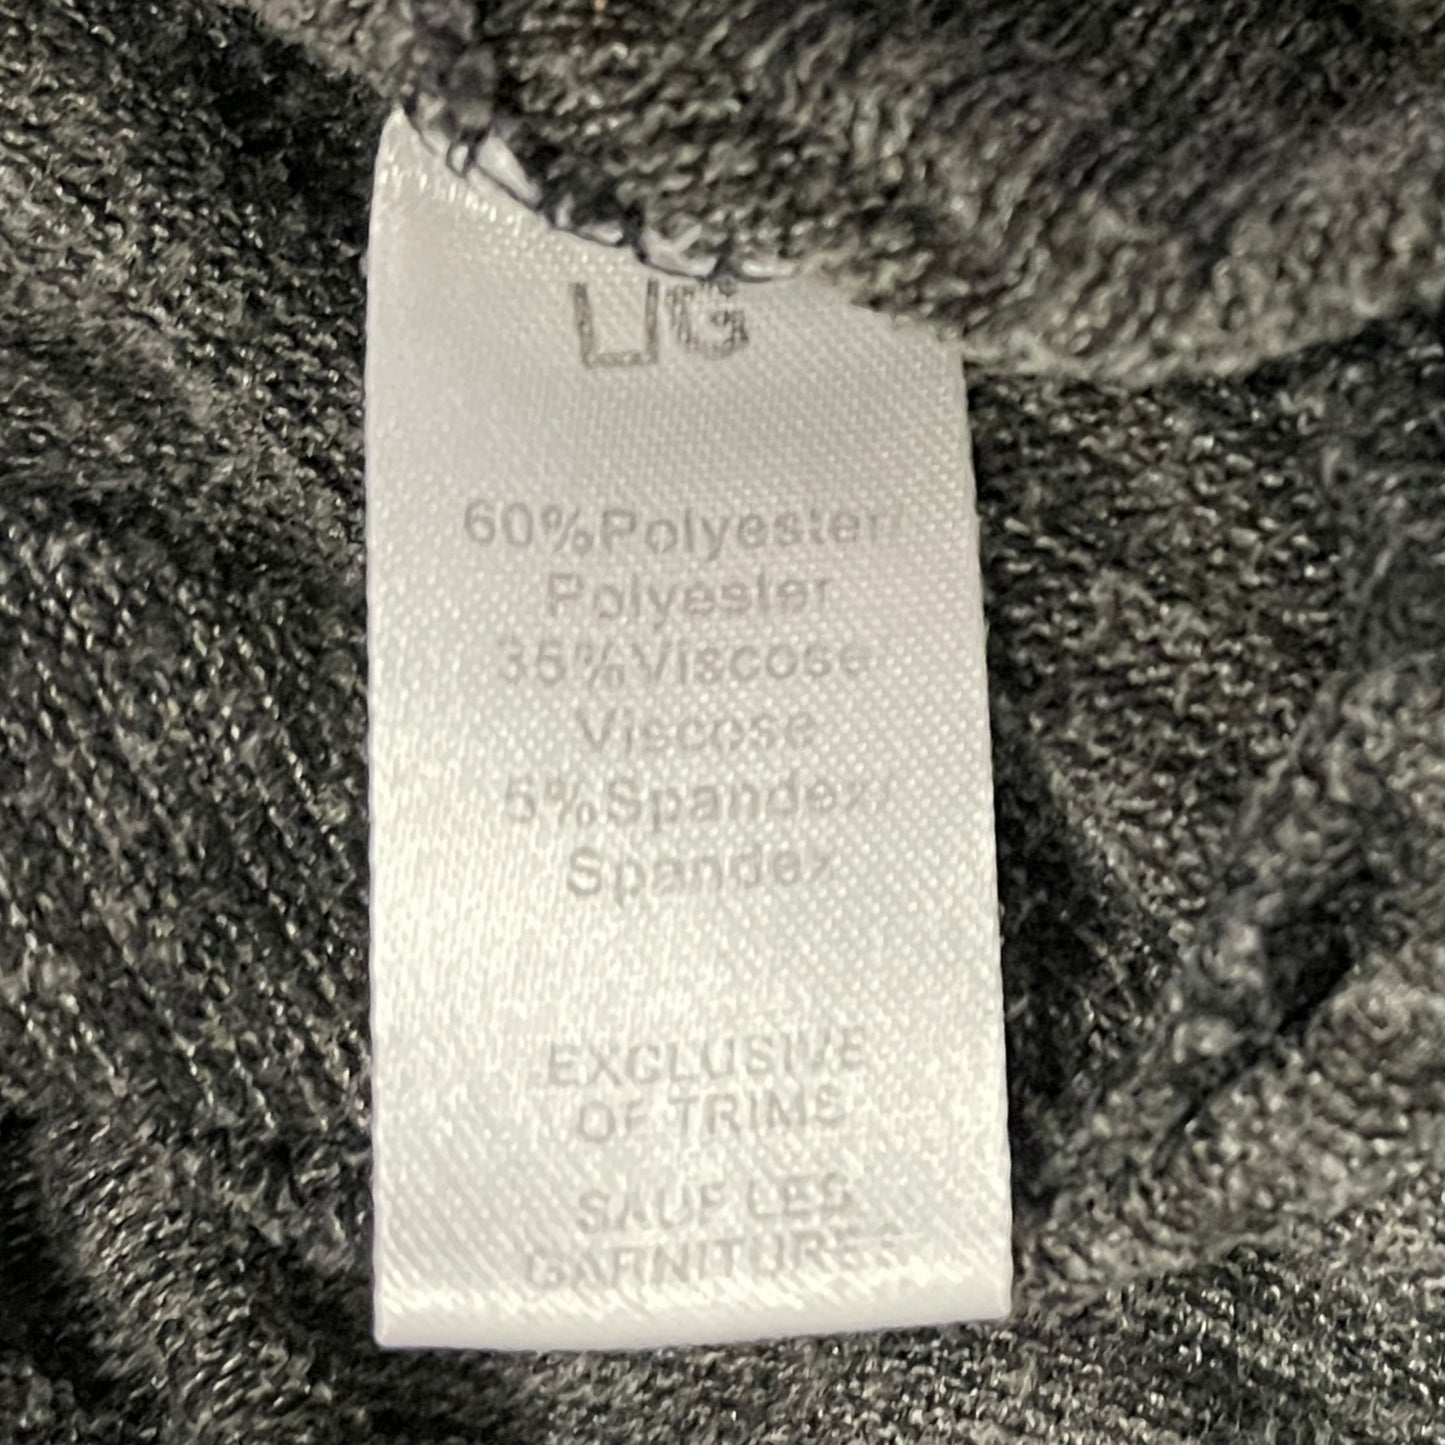 60%Polyester/
Polyester
35%Viscose/
Viscose
5%Spandex/
Spandex
EXCLUSIVE
OF TRIMS
SAUF LES
GARNITURES